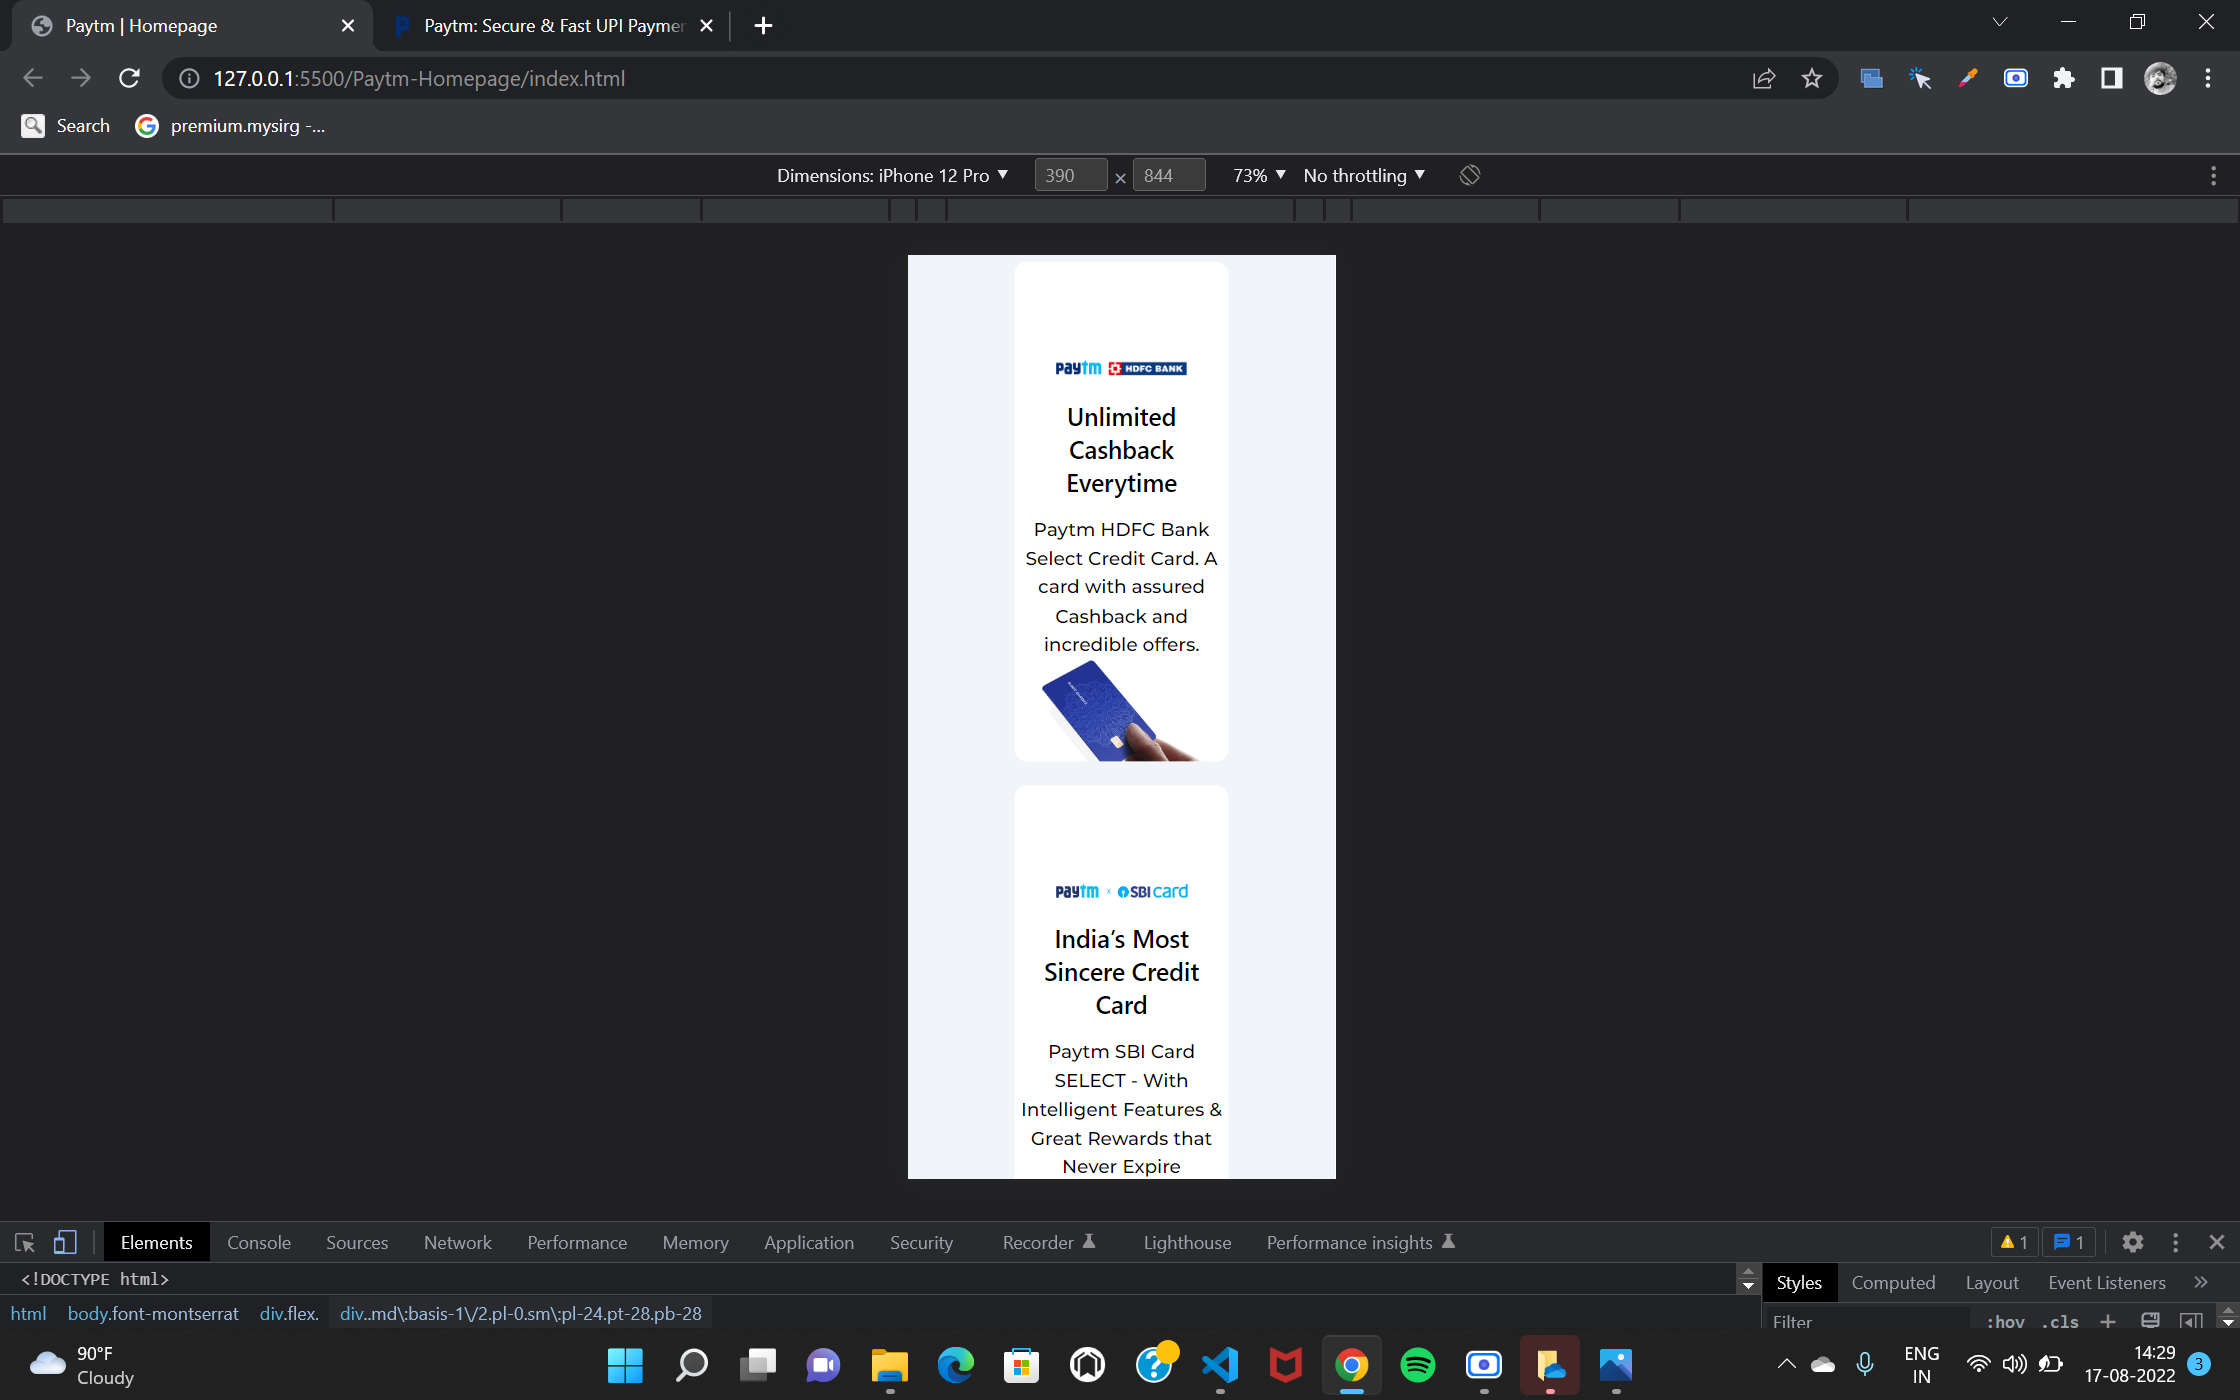 Paytm | Homepage
Paytm: Secure & Fast UPI Paymen
127.0.0.1:5500/Paytm-Homepage/index.html
Search
premium.mysirg -...
Dimensions: iPhone 12 Pro
390 × 844
73%
No throttling
paytm HDFC BANK
Unlimited
Cashback
Everytime
Paytm HDFC Bank
Select Credit Card. A
card with assured
Cashback and
incredible offers.
paytm × SBI card
India's Most
Sincere Credit
Card
Paytm SBI Card
SELECT - With
Intelligent Features &
Great Rewards that
Never Expire
Elements Console Sources Network Performance Memory Application Security Recorder Lighthouse Performance insights
1 1
<!DOCTYPE html>
Styles Computed Layout Event Listeners
html body.font-montserrat div.flex. div..md\:basis-1\/2.pl-0.sm\:pl-24.pt-28.pb-28
Filter :hov .cls
90°F
Cloudy
ENG
IN
14:29
17-08-2022
3